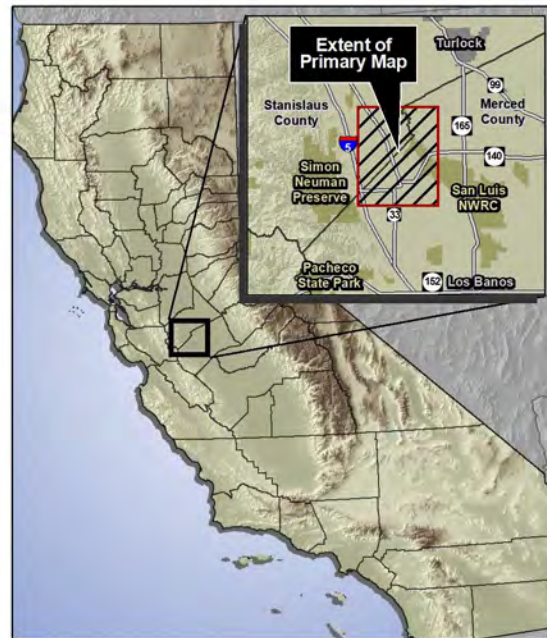 Extent of
Primary Map
Turlock
99
Stanislaus
County
Merced
County
165
5
140
Simon
Neuman
Preserve
San Luis
NWRC
33
Pacheco
State Park
152
Los Banos